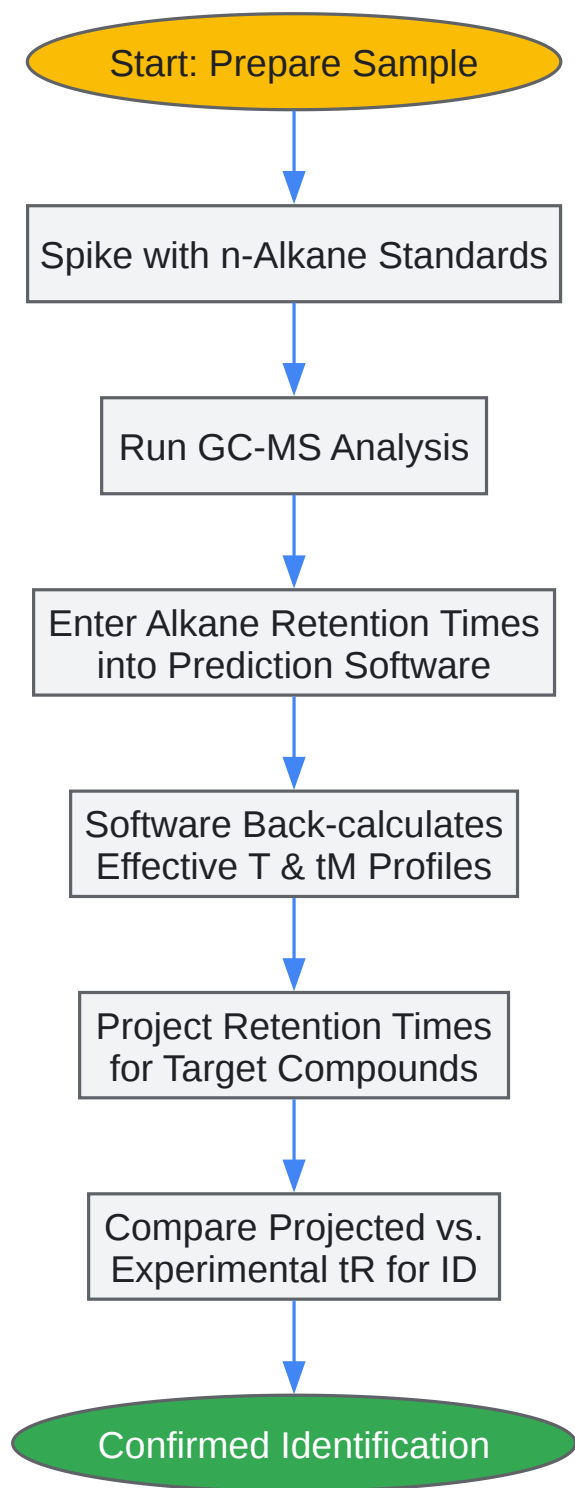 Start: Prepare Sample
Spike with n-Alkane Standards
Run GC-MS Analysis
Enter Alkane Retention Times
into Prediction Software
Software Back-calculates
Effective T & tM Profiles
Project Retention Times
for Target Compounds
Compare Projected vs.
Experimental tR for ID
Confirmed Identification